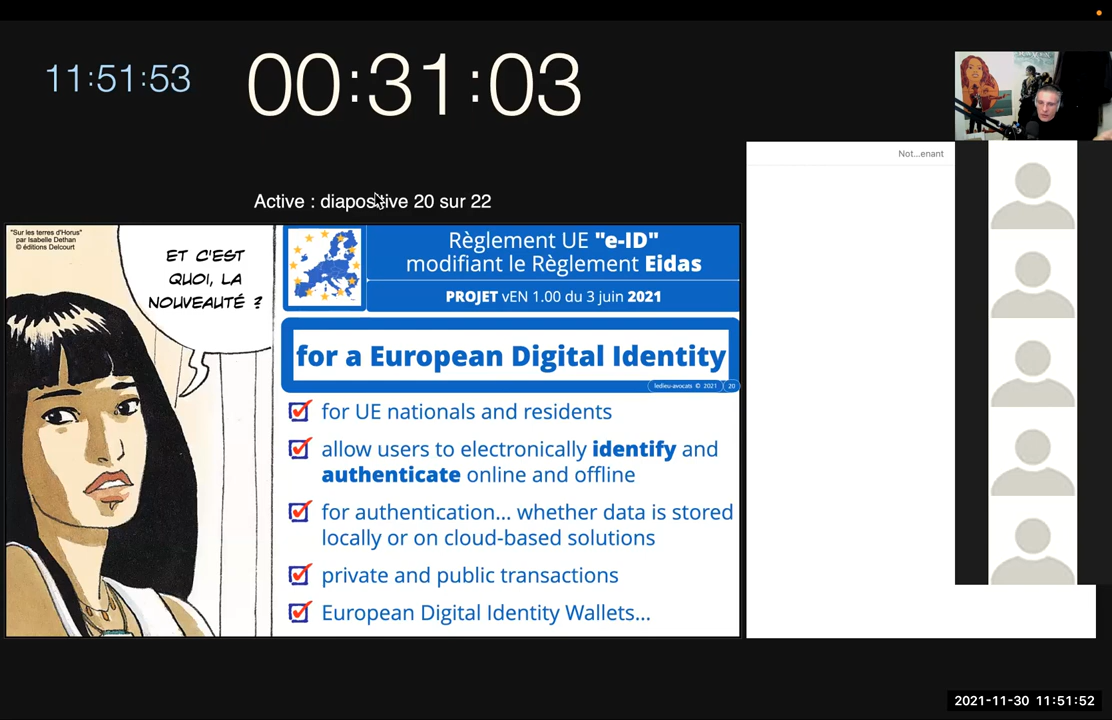 11:51:53
00:31:03
Not...enant
Active : diapositive 20 sur 22
"Sur les terres d'Horus"
par Isabelle Dethan
© éditions Delcourt
ET C'EST
QUOI, LA
NOUVEAUTÉ ?
Règlement UE "e-ID"
modifiant le Règlement Eidas
PROJET vEN 1.00 du 3 juin 2021
for a European Digital Identity
ledieu-avocats © 2021 20
for UE nationals and residents
allow users to electronically identify and
authenticate online and offline
for authentication... whether data is stored
locally or on cloud-based solutions
private and public transactions
European Digital Identity Wallets...
2021-11-30 11:51:52